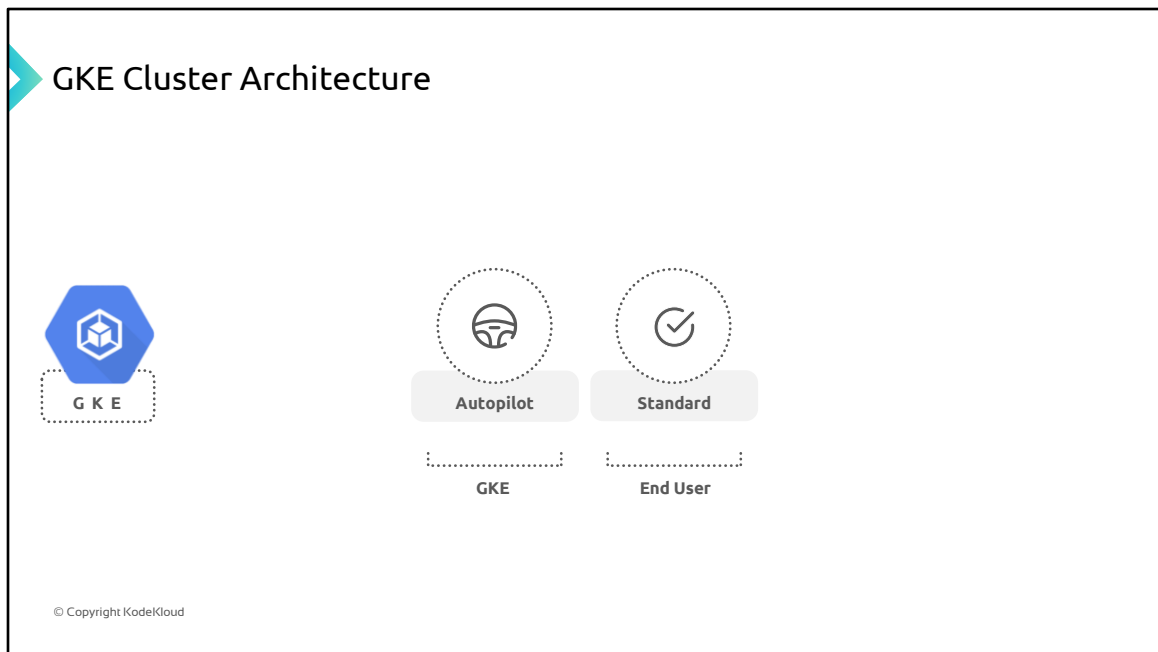 GKE Cluster Architecture
G K E
Autopilot
Standard
GKE
End User
© Copyright KodeKloud